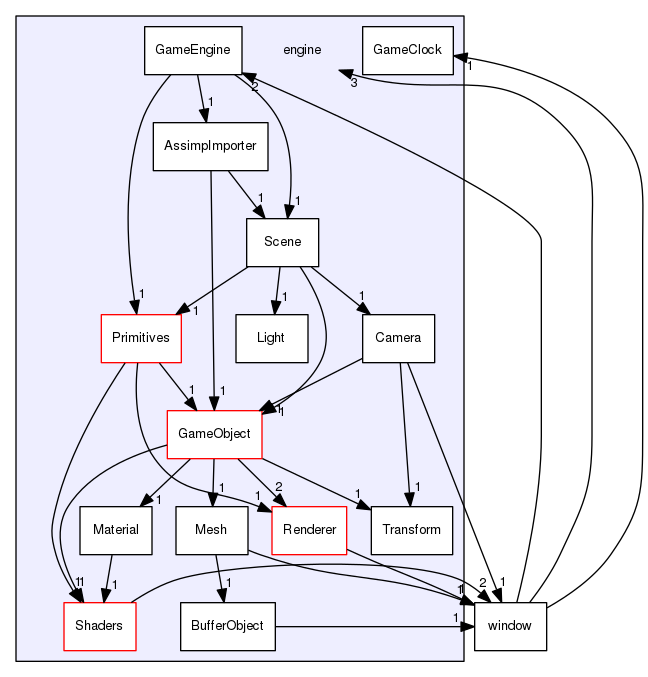 GameEngine
engine
GameClock
1
2
3
1
AssimpImporter
1
1
Scene
1
1
1
1
Primitives
Light
Camera
1
1
1
GameObject
1
1
2
1
1
1
Material
Mesh
Renderer
Transform
1
1
1
1
2
1
1
1
Shaders
BufferObject
1
window